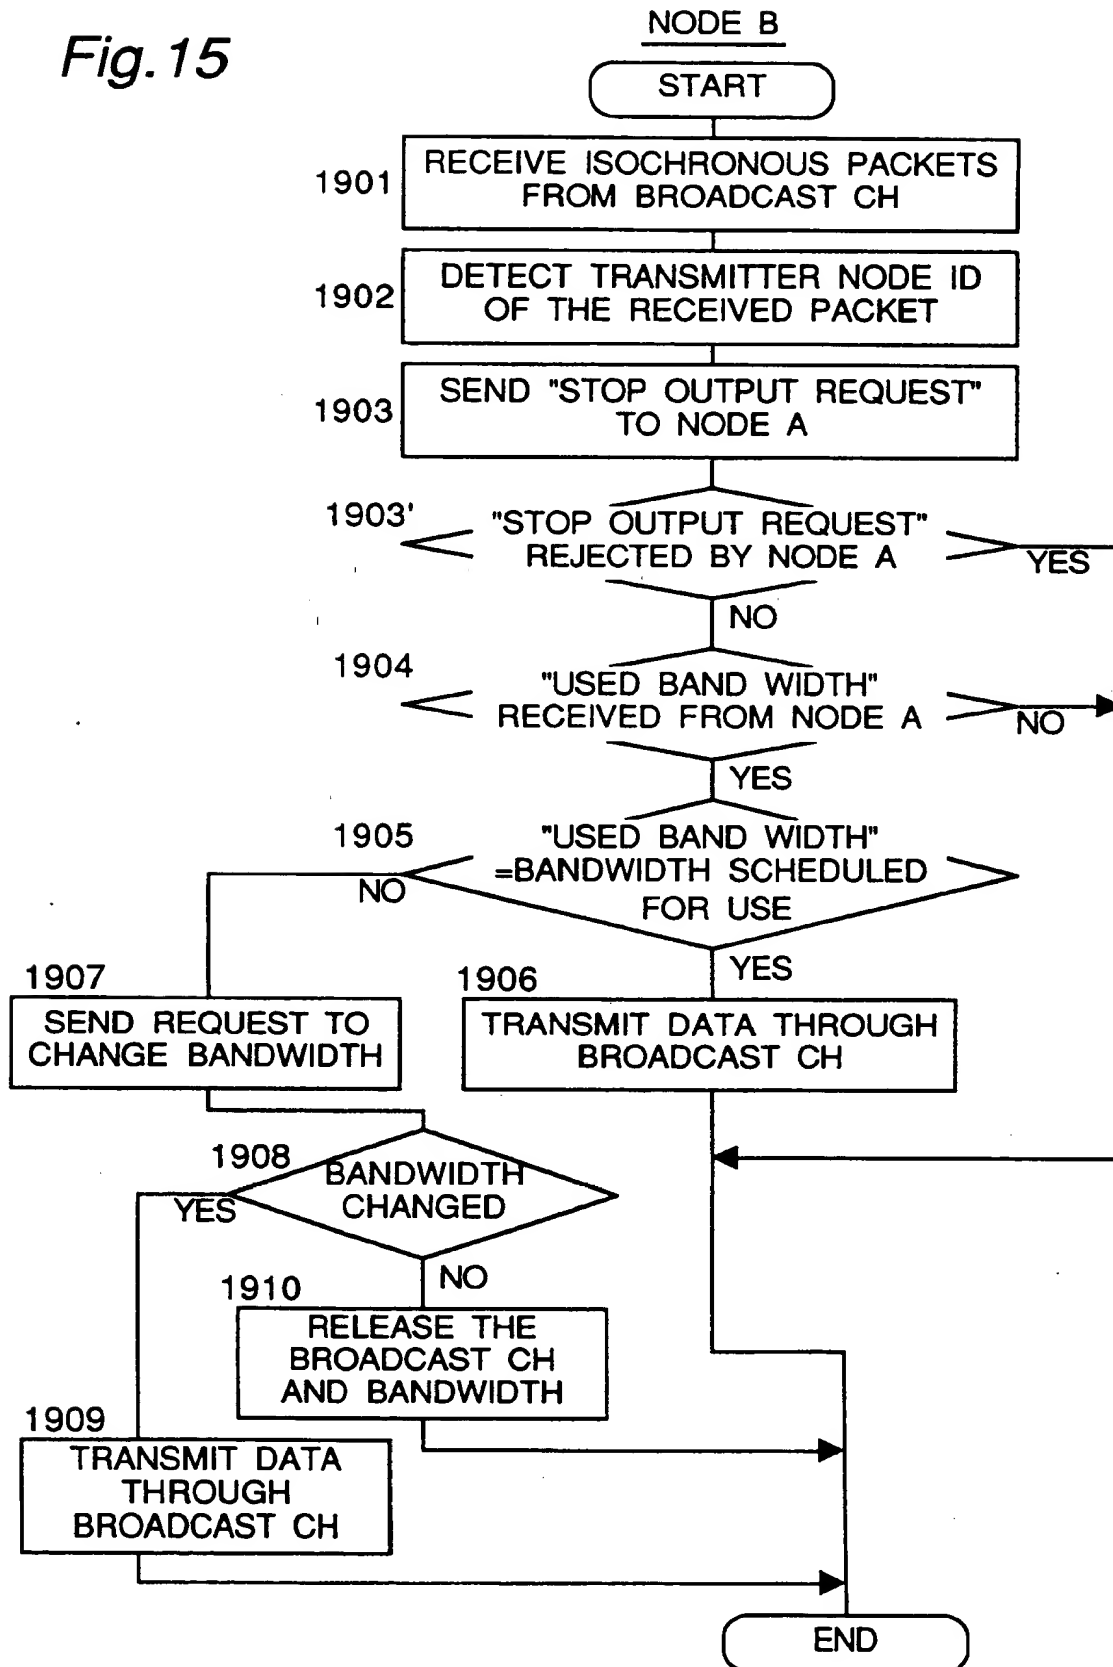 Fig.15
NODE B
START
1901
RECEIVE ISOCHRONOUS PACKETS
FROM BROADCAST CH
1902
DETECT TRANSMITTER NODE ID
OF THE RECEIVED PACKET
1903
SEND "STOP OUTPUT REQUEST"
TO NODE A
1903'
"STOP OUTPUT REQUEST"
REJECTED BY NODE A
YES
NO
1904
"USED BAND WIDTH"
RECEIVED FROM NODE A
NO
YES
1905
"USED BAND WIDTH"
=BANDWIDTH SCHEDULED
FOR USE
NO
YES
1907
SEND REQUEST TO
CHANGE BANDWIDTH
1906
TRANSMIT DATA THROUGH
BROADCAST CH
1908
BANDWIDTH
CHANGED
YES
NO
1910
RELEASE THE
BROADCAST CH
AND BANDWIDTH
1909
TRANSMIT DATA
THROUGH
BROADCAST CH
END